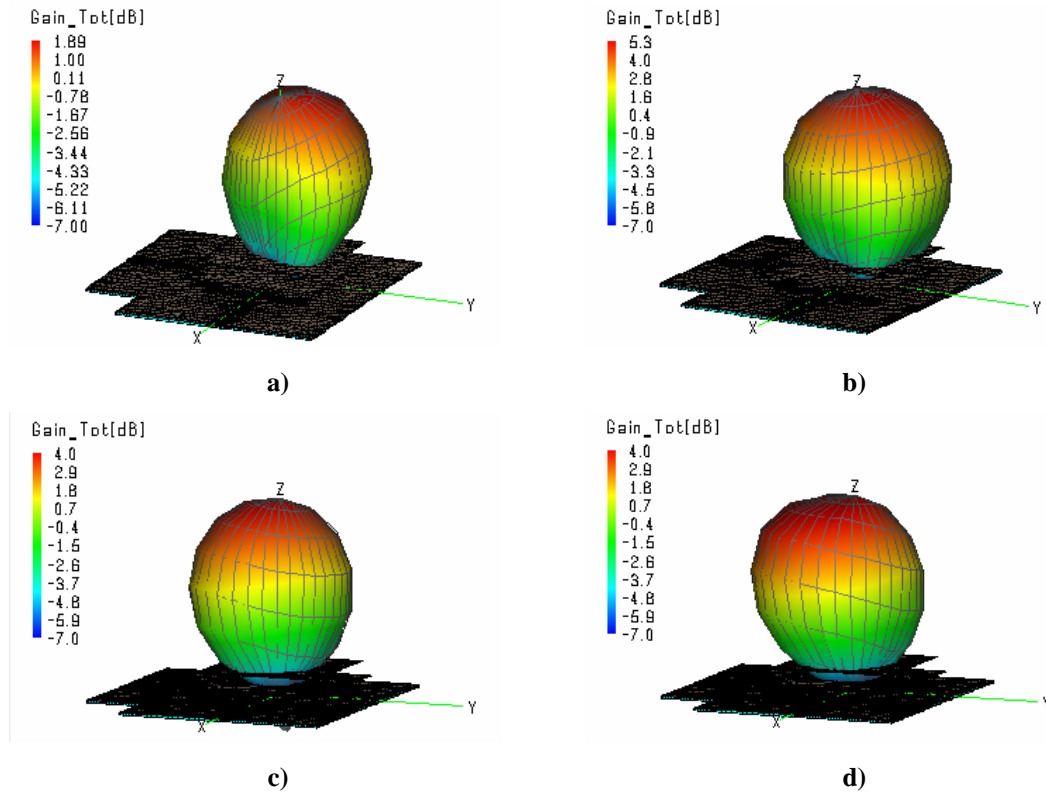 Gain_Tot[dB]
1.89
1.00
0.11
-0.78
-1.67
-2.56
-3.44
-4.33
-5.22
-6.11
-7.00
Z
Y
X
a)
Gain_Tot[dB]
5.3
4.0
2.8
1.6
0.4
-0.9
-2.1
-3.3
-4.5
-5.8
-7.0
Z
Y
X
b)
Gain_Tot[dB]
4.0
2.9
1.8
0.7
-0.4
-1.5
-2.6
-3.7
-4.8
-5.9
-7.0
Z
Y
X
c)
Gain_Tot[dB]
4.0
2.9
1.8
0.7
-0.4
-1.5
-2.6
-3.7
-4.8
-5.9
-7.0
Z
Y
X
d)